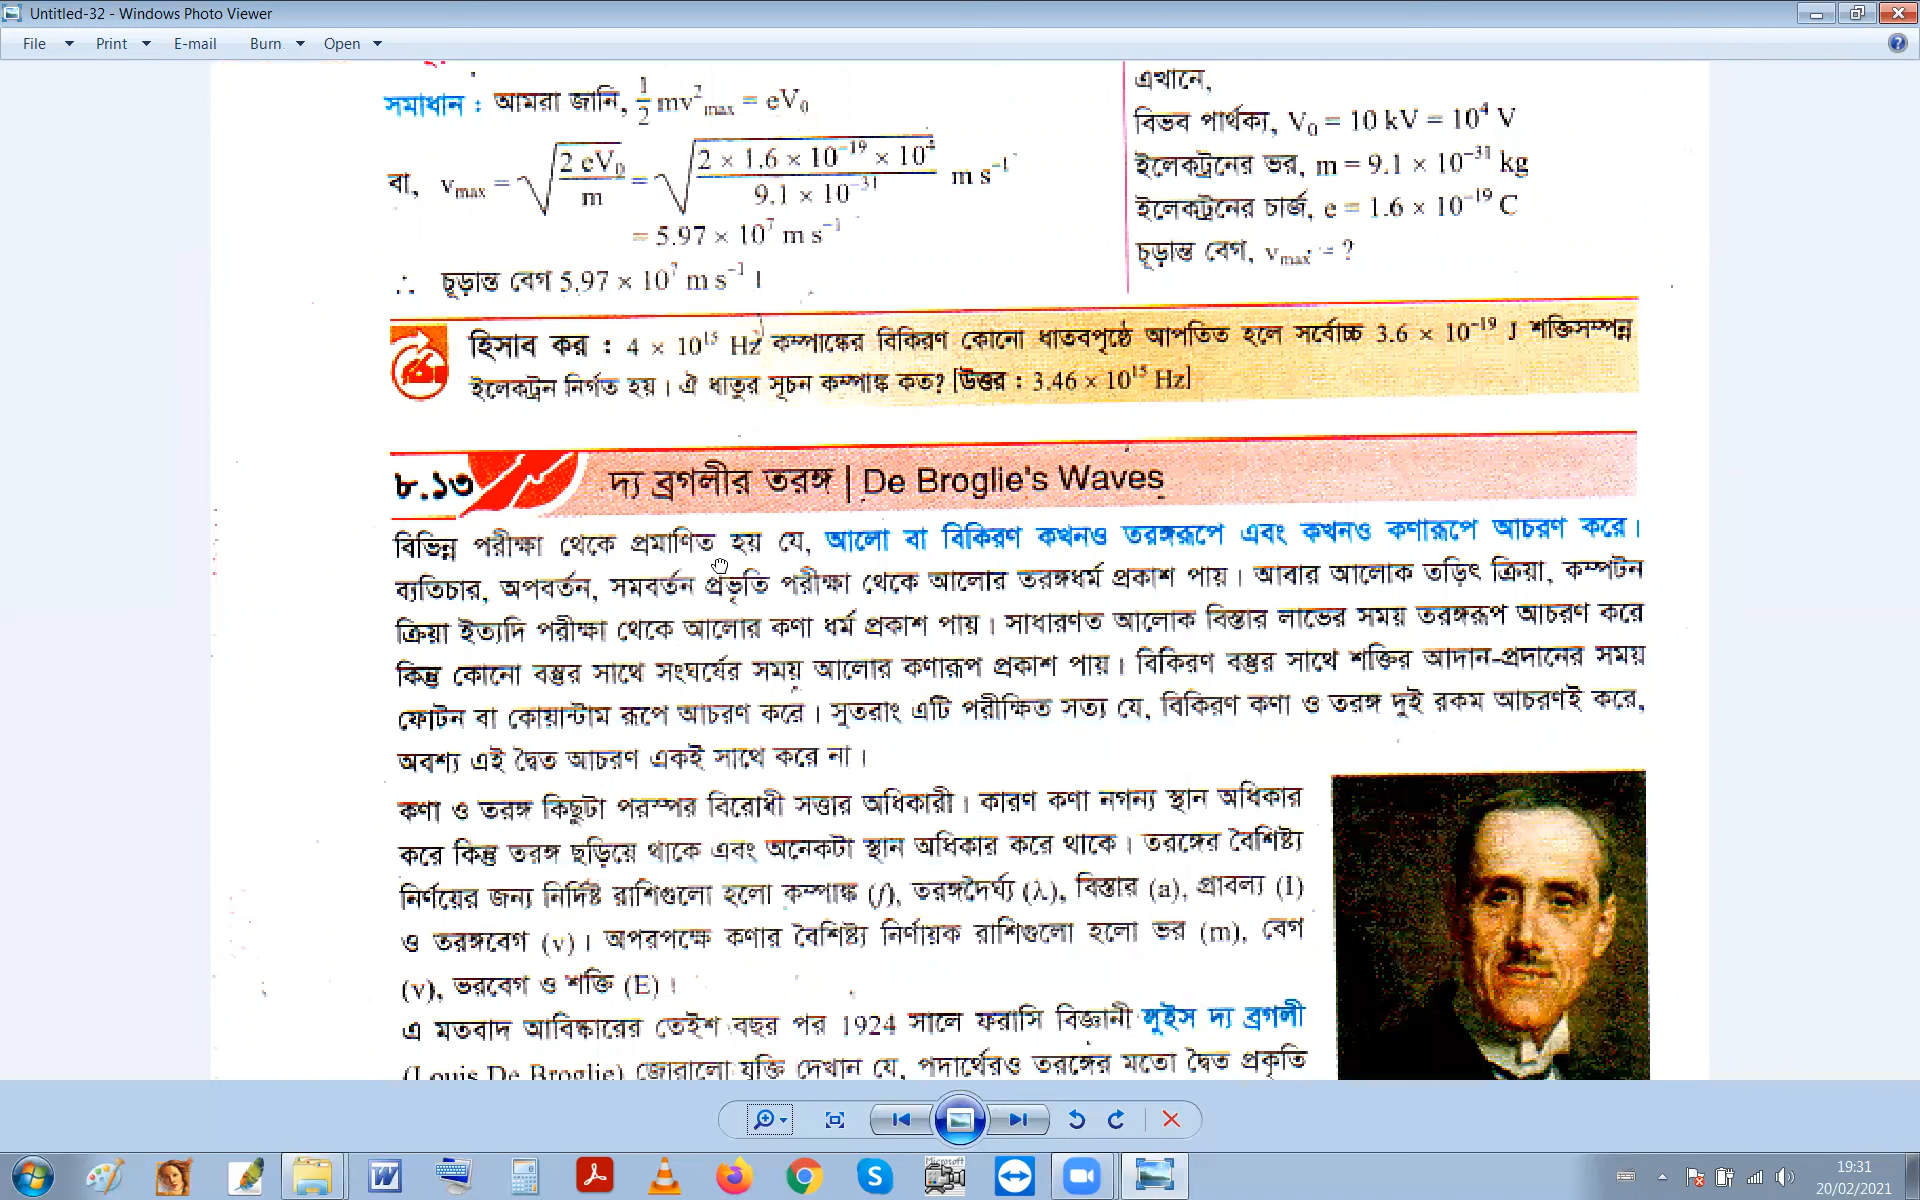 Untitled-32 - Windows Photo Viewer
File Print E-mail Burn Open
সমাধান : আমরা জানি, 1/2 mv²max = eV₀
বা, vmax = √(2 eV₀ / m) = √(2 × 1.6 × 10⁻¹⁹ × 10⁴ / 9.1 × 10⁻³¹) m s⁻¹
= 5.97 × 10⁷ m s⁻¹
∴ চূড়ান্ত বেগ 5.97 × 10⁷ m s⁻¹ ।
এখানে,
বিভব পার্থক্য, V₀ = 10 kV = 10⁴ V
ইলেকট্রনের ভর, m = 9.1 × 10⁻³¹ kg
ইলেকট্রনের চার্জ, e = 1.6 × 10⁻¹⁹ C
চূড়ান্ত বেগ, vmax = ?
হিসাব কর : 4 × 10¹⁵ Hz কম্পাঙ্কের বিকিরণ কোনো ধাতবপৃষ্ঠে আপতিত হলে সর্বোচ্চ 3.6 × 10⁻¹⁹ J শক্তিসম্পন্ন
ইলেকট্রন নির্গত হয়। ঐ ধাতুর সূচন কম্পাঙ্ক কত? [উত্তর : 3.46 × 10¹⁵ Hz]
৮.১৩ দ্য ব্রগলীর তরঙ্গ | De Broglie's Waves
বিভিন্ন পরীক্ষা থেকে প্রমাণিত হয় যে, আলো বা বিকিরণ কখনও তরঙ্গরূপে এবং কখনও কণারূপে আচরণ করে।
ব্যতিচার, অপবর্তন, সমবর্তন প্রভৃতি পরীক্ষা থেকে আলোর তরঙ্গধর্ম প্রকাশ পায়। আবার আলোক তড়িৎ ক্রিয়া, কম্পটন
ক্রিয়া ইত্যাদি পরীক্ষা থেকে আলোর কণা ধর্ম প্রকাশ পায়। সাধারণত আলোক বিস্তার লাভের সময় তরঙ্গরূপ আচরণ করে
কিন্তু কোনো বস্তুর সাথে সংঘর্ষের সময় আলোর কণারূপ প্রকাশ পায়। বিকিরণ বস্তুর সাথে শক্তির আদান-প্রদানের সময়
ফোটন বা কোয়ান্টাম রূপে আচরণ করে। সুতরাং এটি পরীক্ষিত সত্য যে, বিকিরণ কণা ও তরঙ্গ দুই রকম আচরণই করে,
অবশ্য এই দ্বৈত আচরণ একই সাথে করে না।
কণা ও তরঙ্গ কিছুটা পরস্পর বিরোধী সত্তার অধিকারী। কারণ কণা নগন্য স্থান অধিকার
করে কিন্তু তরঙ্গ ছড়িয়ে থাকে এবং অনেকটা স্থান অধিকার করে থাকে। তরঙ্গের বৈশিষ্ট্য
নির্ণয়ের জন্য নির্দিষ্ট রাশিগুলো হলো কম্পাঙ্ক (f), তরঙ্গদৈর্ঘ্য (λ), বিস্তার (a), প্রাবল্য (I)
ও তরঙ্গবেগ (v)। অপরপক্ষে কণার বৈশিষ্ট্য নির্ণায়ক রাশিগুলো হলো ভর (m), বেগ
(v), ভরবেগ ও শক্তি (E)।
এ মতবাদ আবিষ্কারের তেইশ বছর পর 1924 সালে ফরাসি বিজ্ঞানী লুইস দ্য ব্রগলী
(Louis De Broglie) জোরালো যুক্তি দেখান যে, পদার্থেরও তরঙ্গের মতো দ্বৈত প্রকৃতি
19:31
20/02/2021